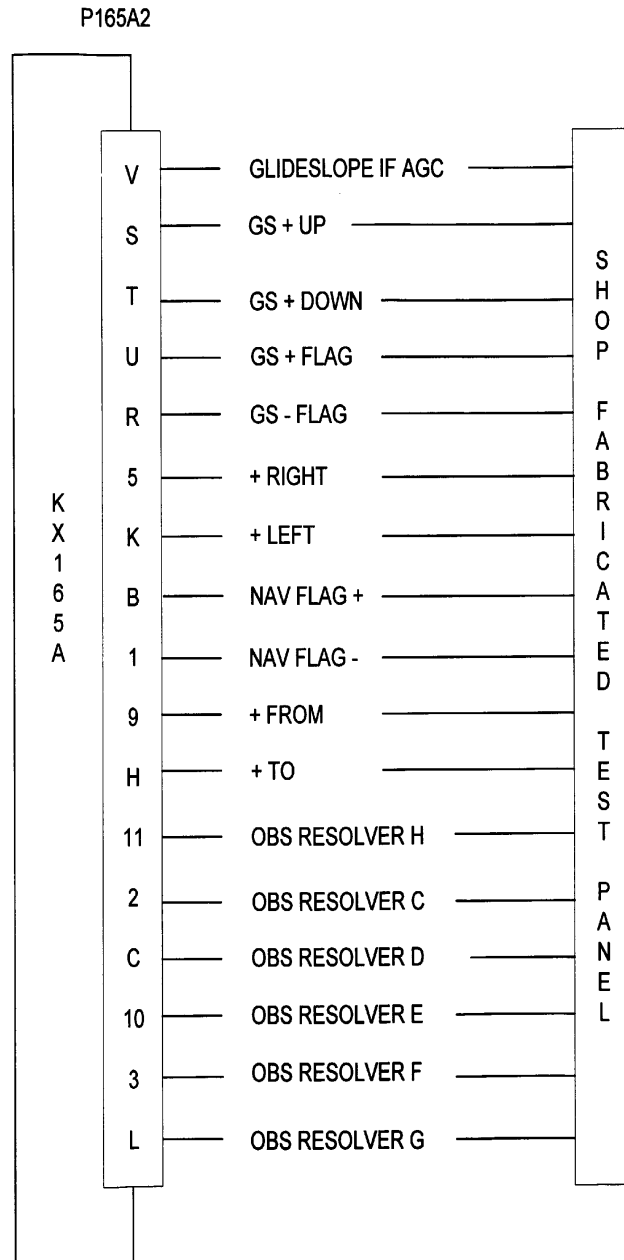 P165A2
KX165A
V GLIDESLOPE IF AGC
S GS + UP
T GS + DOWN
U GS + FLAG
R GS - FLAG
5 + RIGHT
K + LEFT
B NAV FLAG +
1 NAV FLAG -
9 + FROM
H + TO
11 OBS RESOLVER H
2 OBS RESOLVER C
C OBS RESOLVER D
10 OBS RESOLVER E
3 OBS RESOLVER F
L OBS RESOLVER G
SHOP FABRICATED TEST PANEL